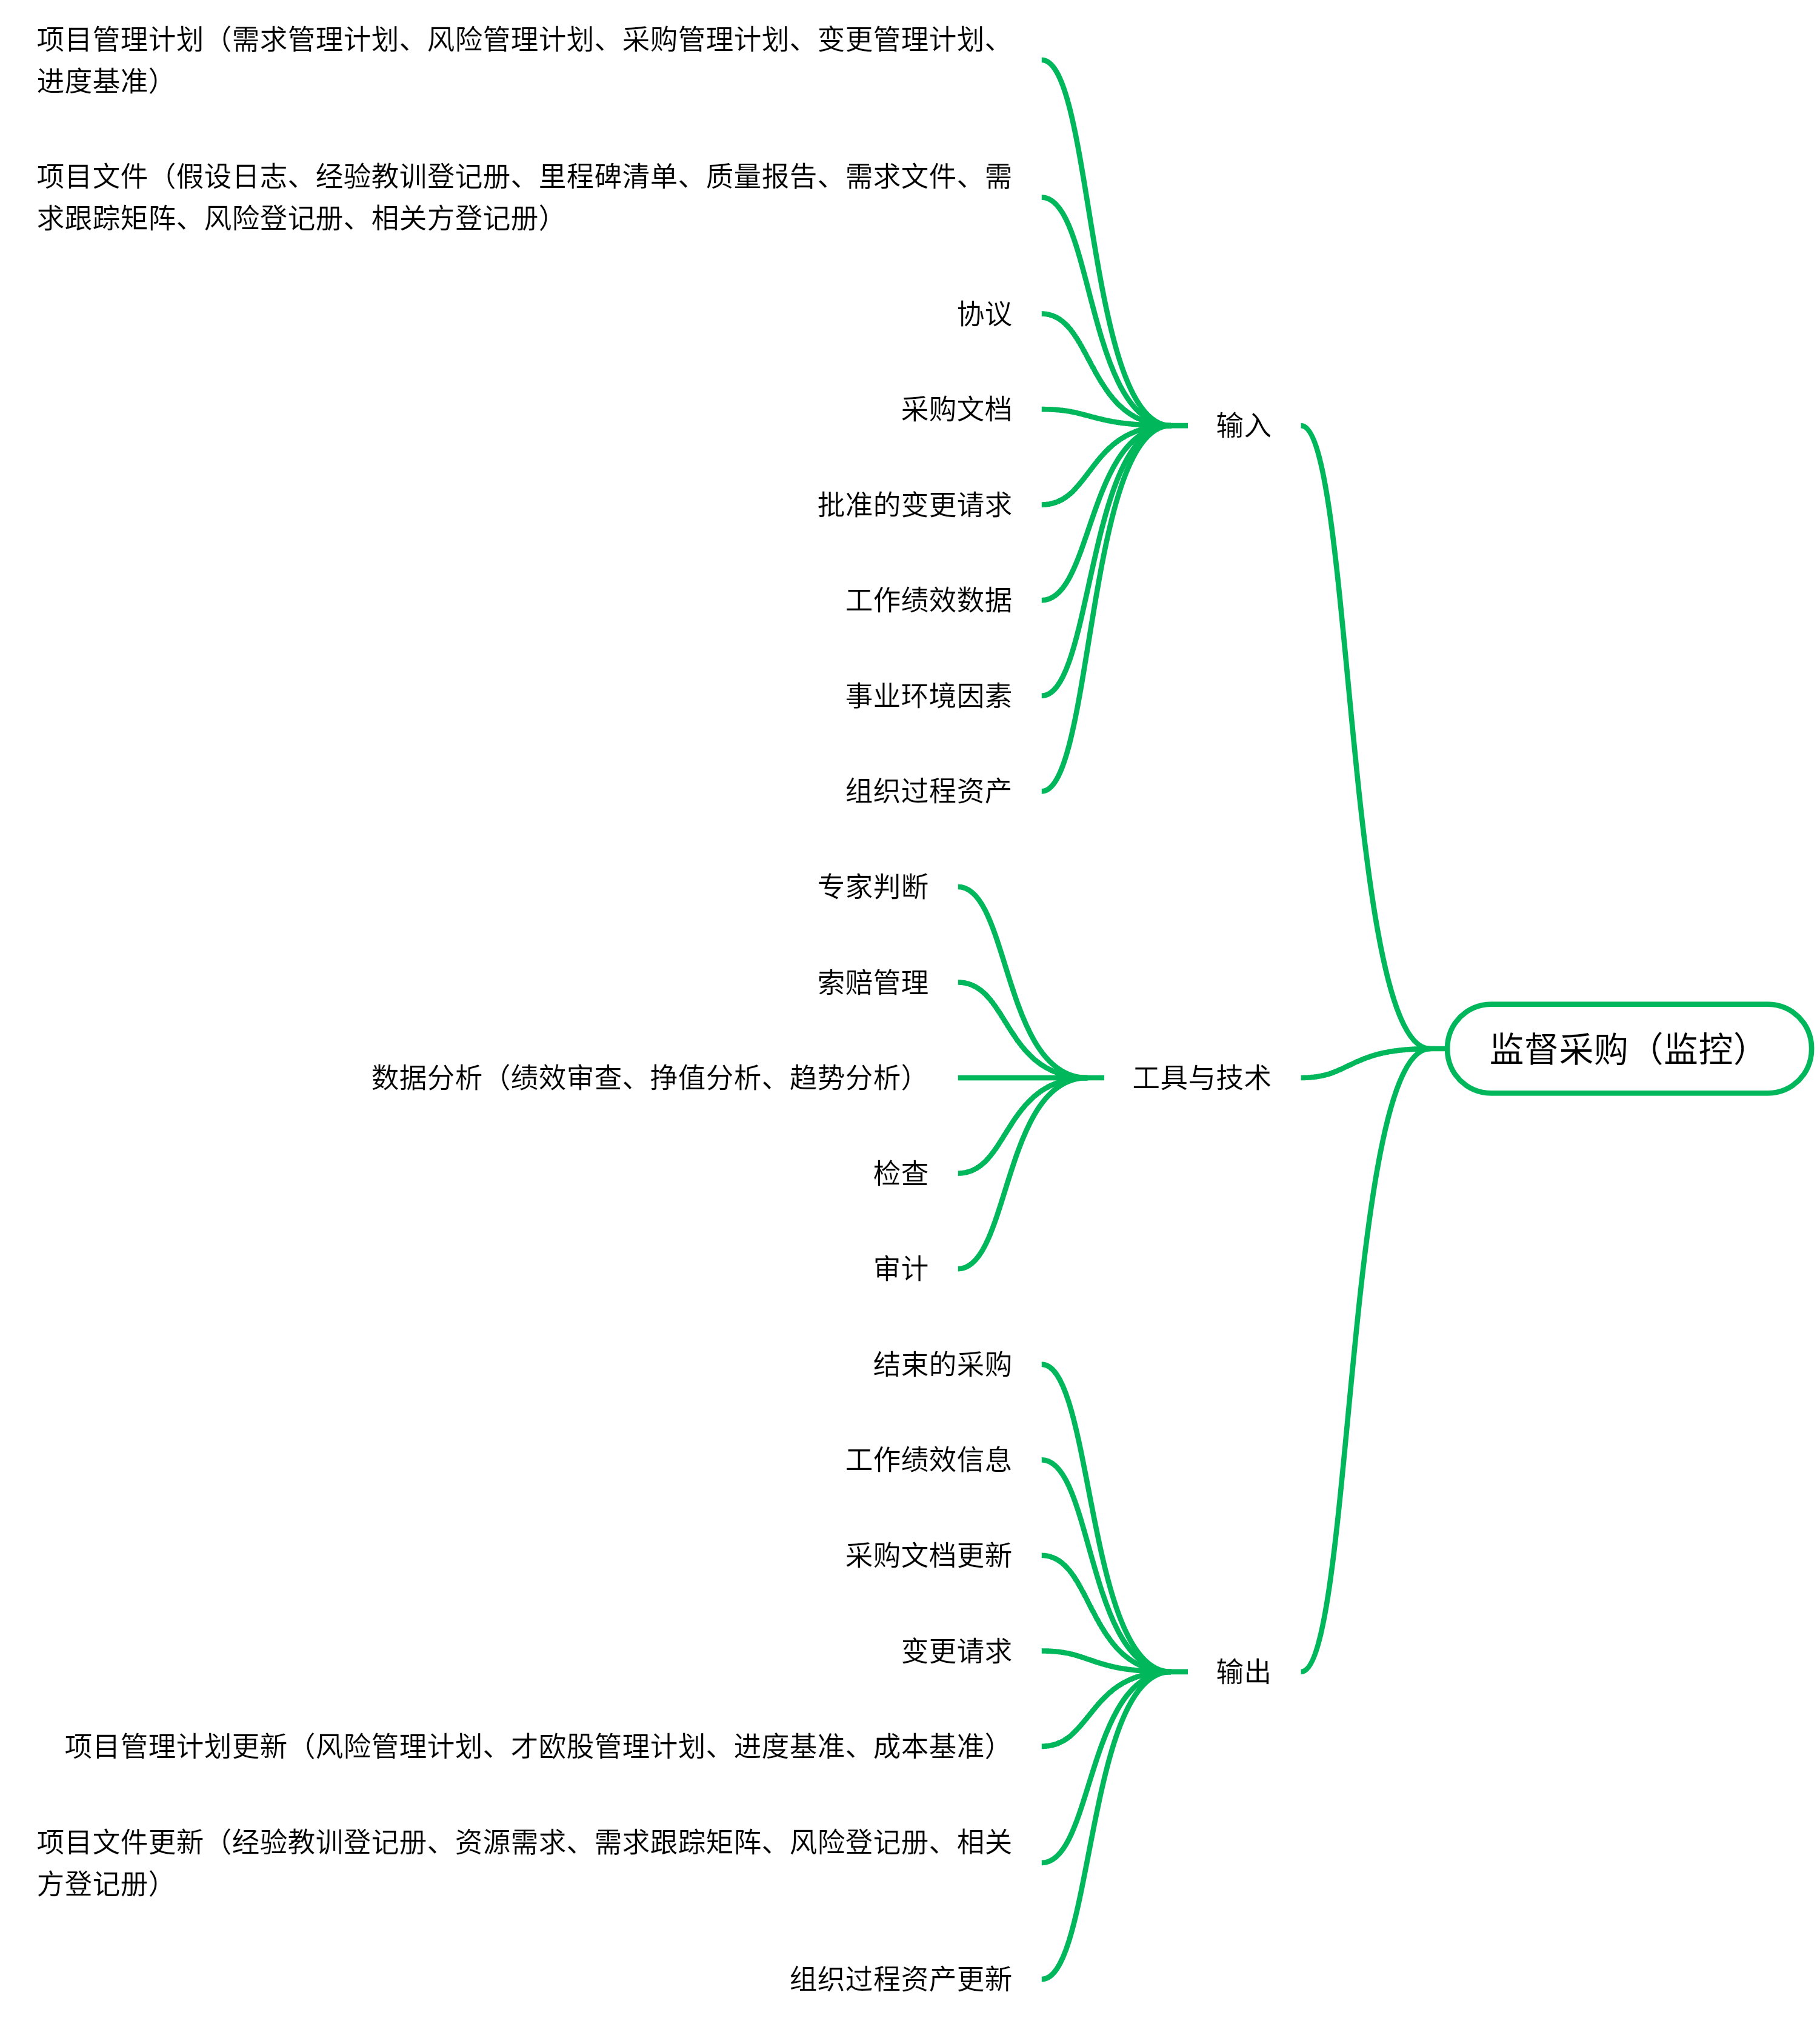 项目管理计划（需求管理计划、风险管理计划、采购管理计划、变更管理计划、
进度基准）
项目文件（假设日志、经验教训登记册、里程碑清单、质量报告、需求文件、需
求跟踪矩阵、风险登记册、相关方登记册）
协议
采购文档
批准的变更请求
工作绩效数据
事业环境因素
组织过程资产
输入
专家判断
索赔管理
数据分析（绩效审查、挣值分析、趋势分析）
检查
审计
工具与技术
监督采购（监控）
结束的采购
工作绩效信息
采购文档更新
变更请求
项目管理计划更新（风险管理计划、才欧股管理计划、进度基准、成本基准）
项目文件更新（经验教训登记册、资源需求、需求跟踪矩阵、风险登记册、相关
方登记册）
组织过程资产更新
输出